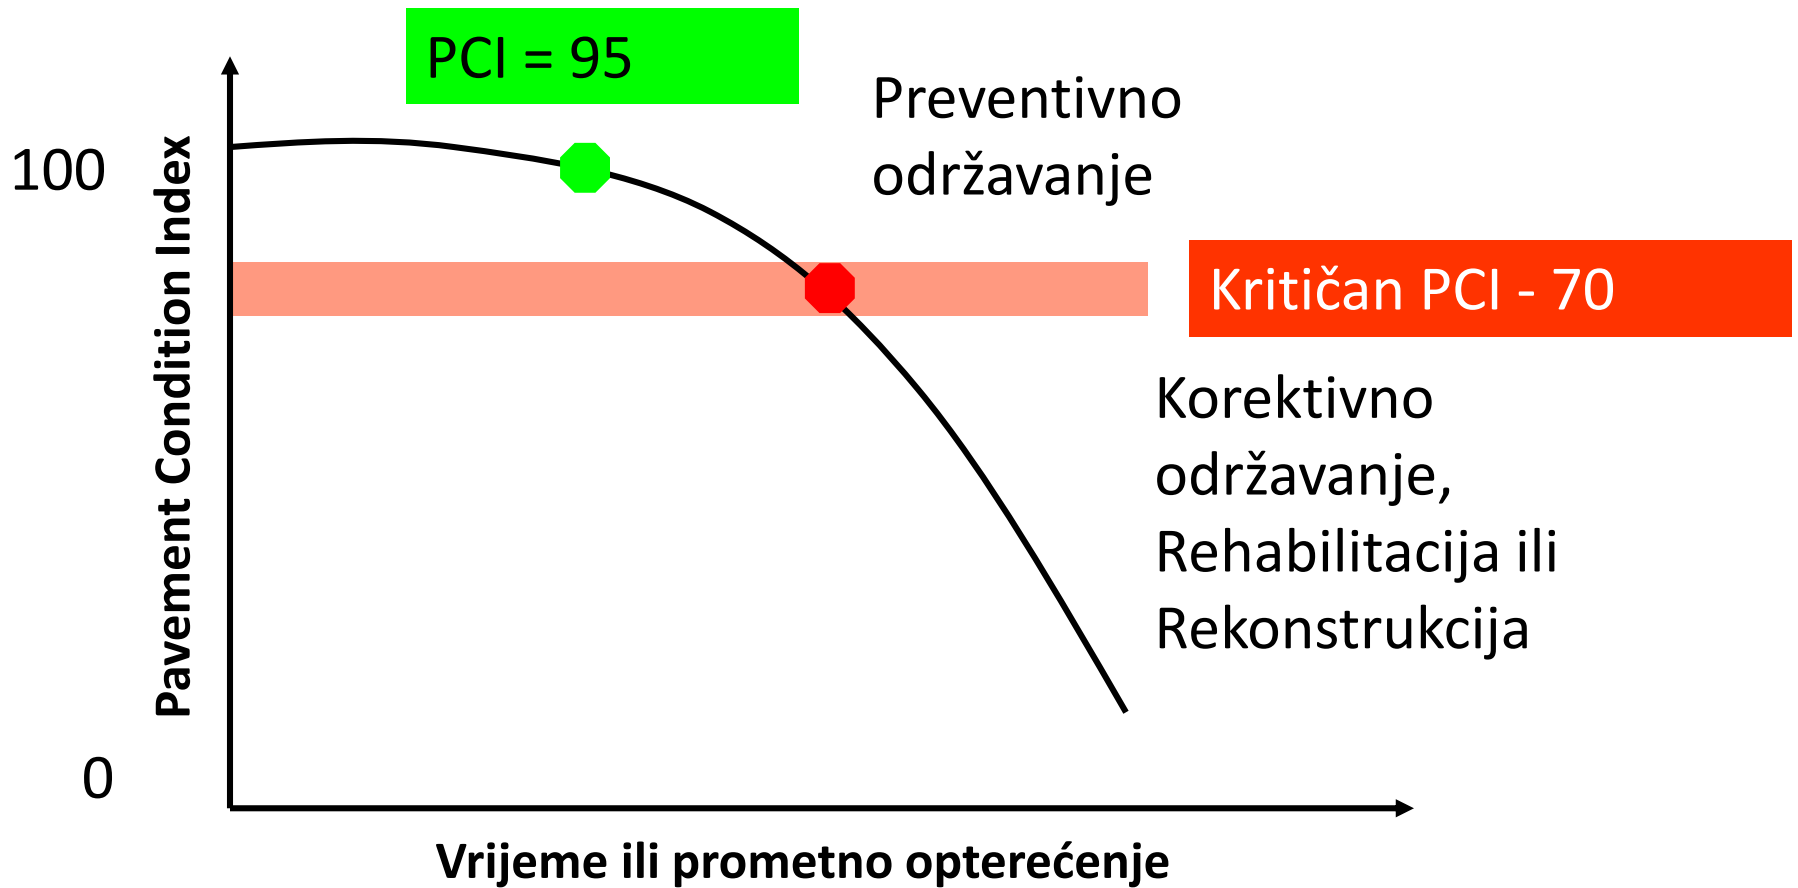 PCI = 95
Preventivno
održavanje
100
Pavement Condition Index
Kritičan PCI - 70
Korektivno
održavanje,
Rehabilitacija ili
Rekonstrukcija
0
Vrijeme ili prometno opterećenje